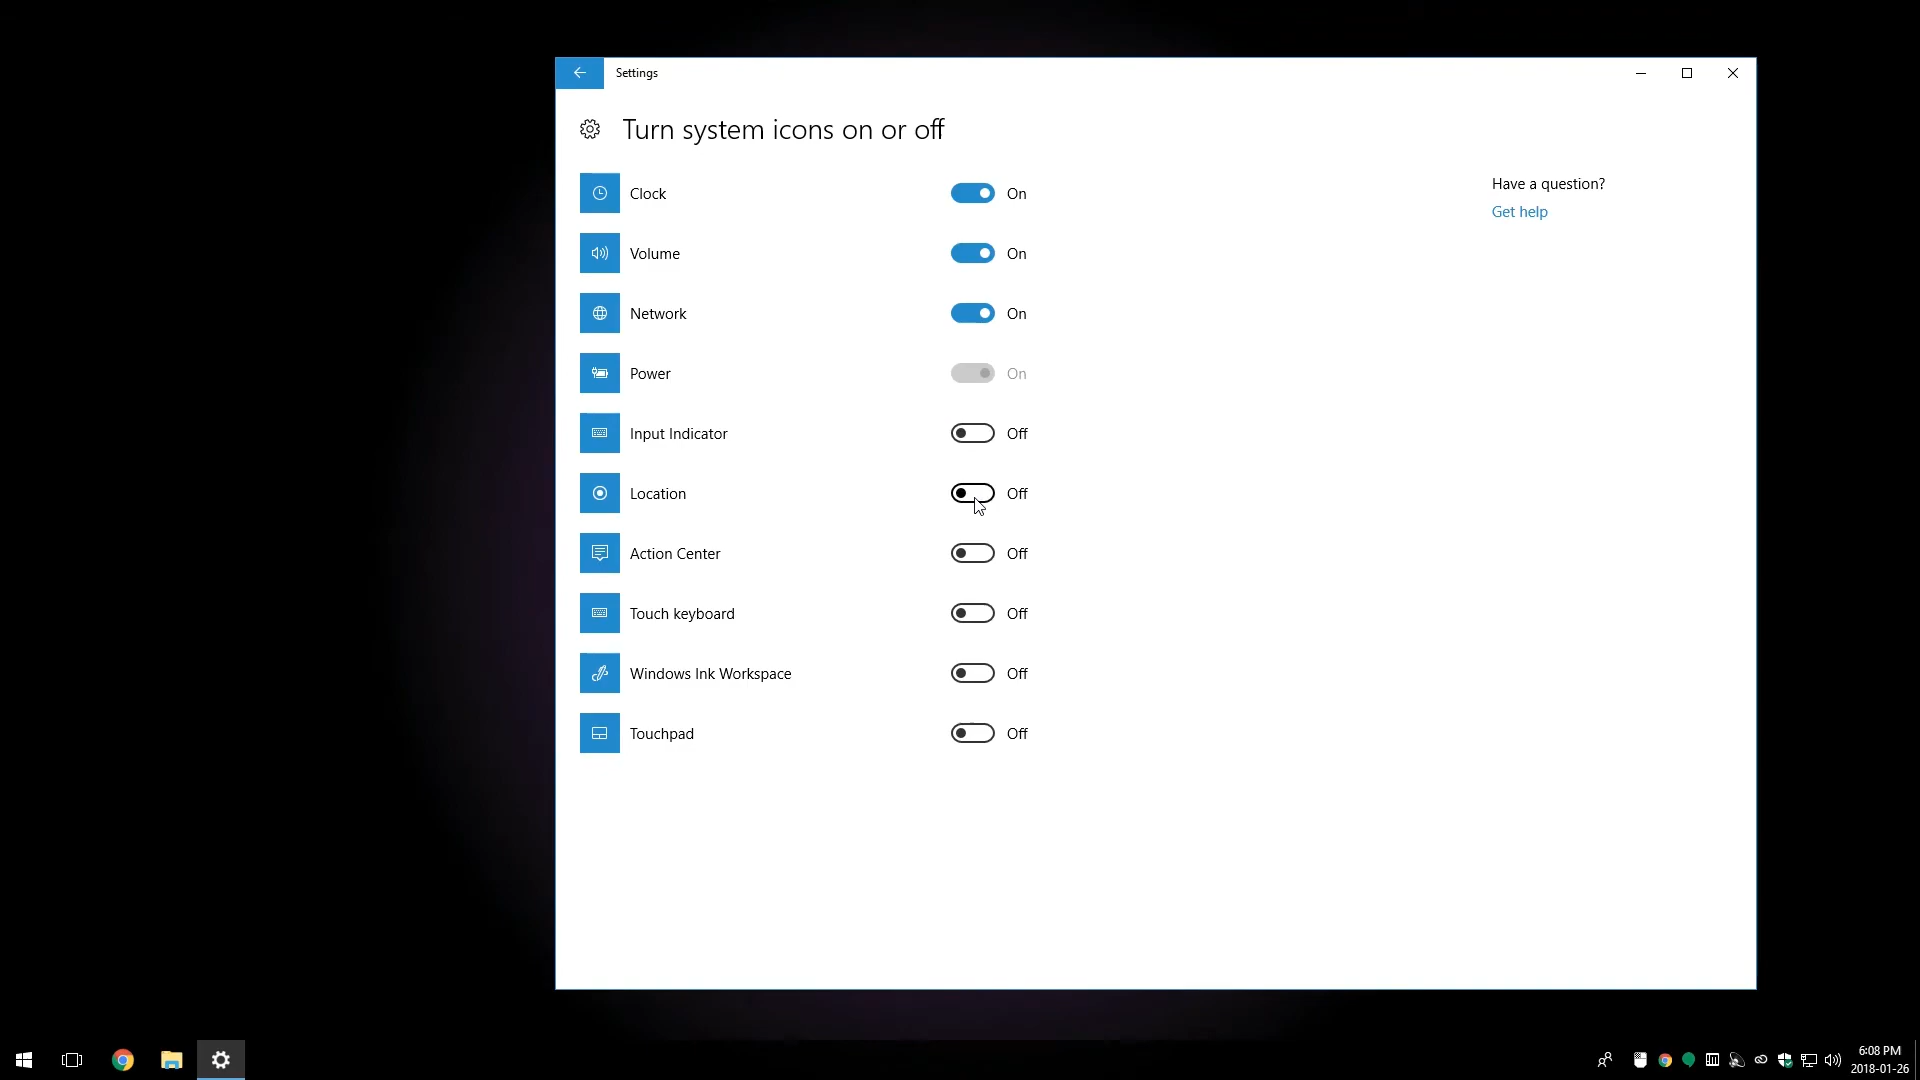 Settings
Turn system icons on or off
Clock On
Volume On
Network On
Power On
Input Indicator Off
Location Off
Action Center Off
Touch keyboard Off
Windows Ink Workspace Off
Touchpad Off
Have a question?
Get help
6:08 PM
2018-01-26